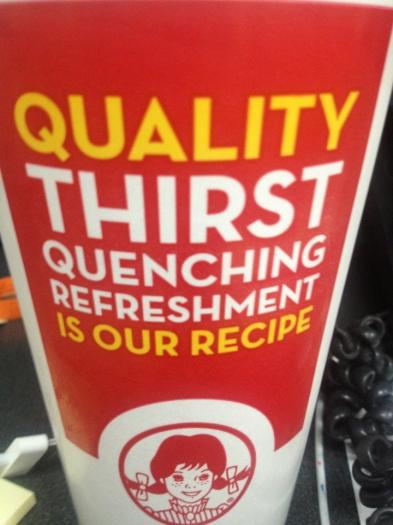 QUALITY
THIRST
QUENCHING
REFRESHMENT
IS OUR RECIPE